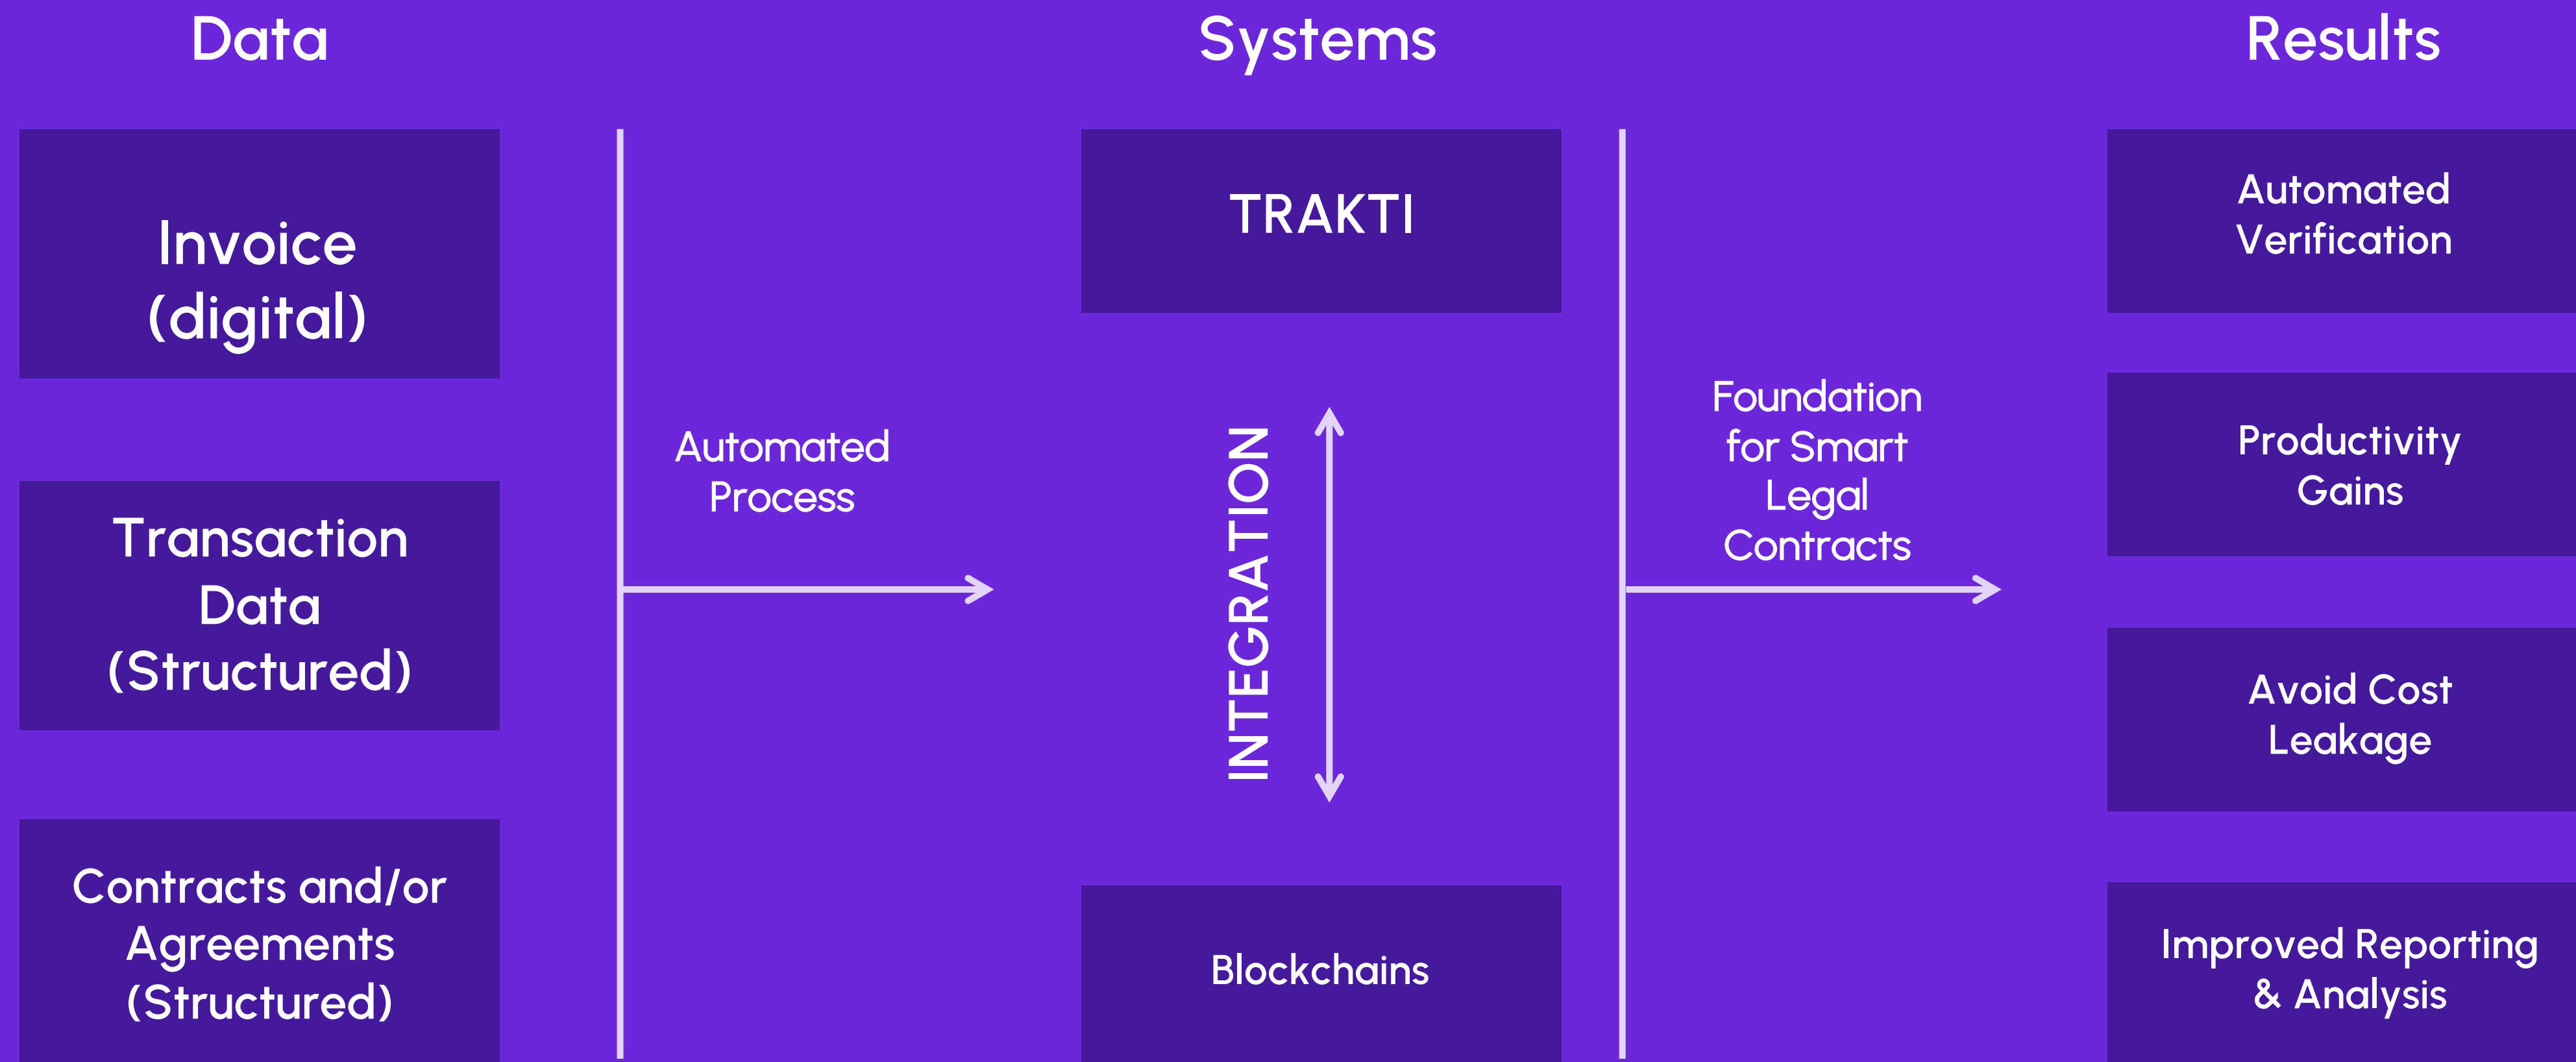 Data
Invoice
(digital)
Transaction
Data
(Structured)
Contracts and/or
Agreements
(Structured)
Automated
Process
Systems
TRAKTI
INTEGRATION
Blockchains
Foundation
for Smart
Legal
Contracts
Results
Automated
Verification
Productivity
Gains
Avoid Cost
Leakage
Improved Reporting
& Analysis